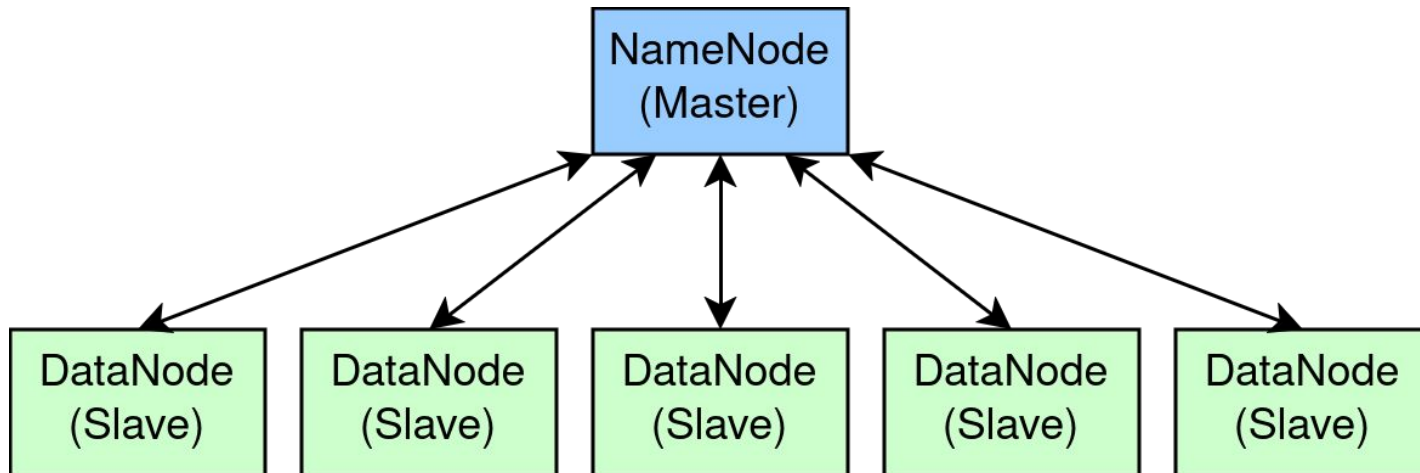 NameNode
(Master)
DataNode
(Slave)
DataNode
(Slave)
DataNode
(Slave)
DataNode
(Slave)
DataNode
(Slave)